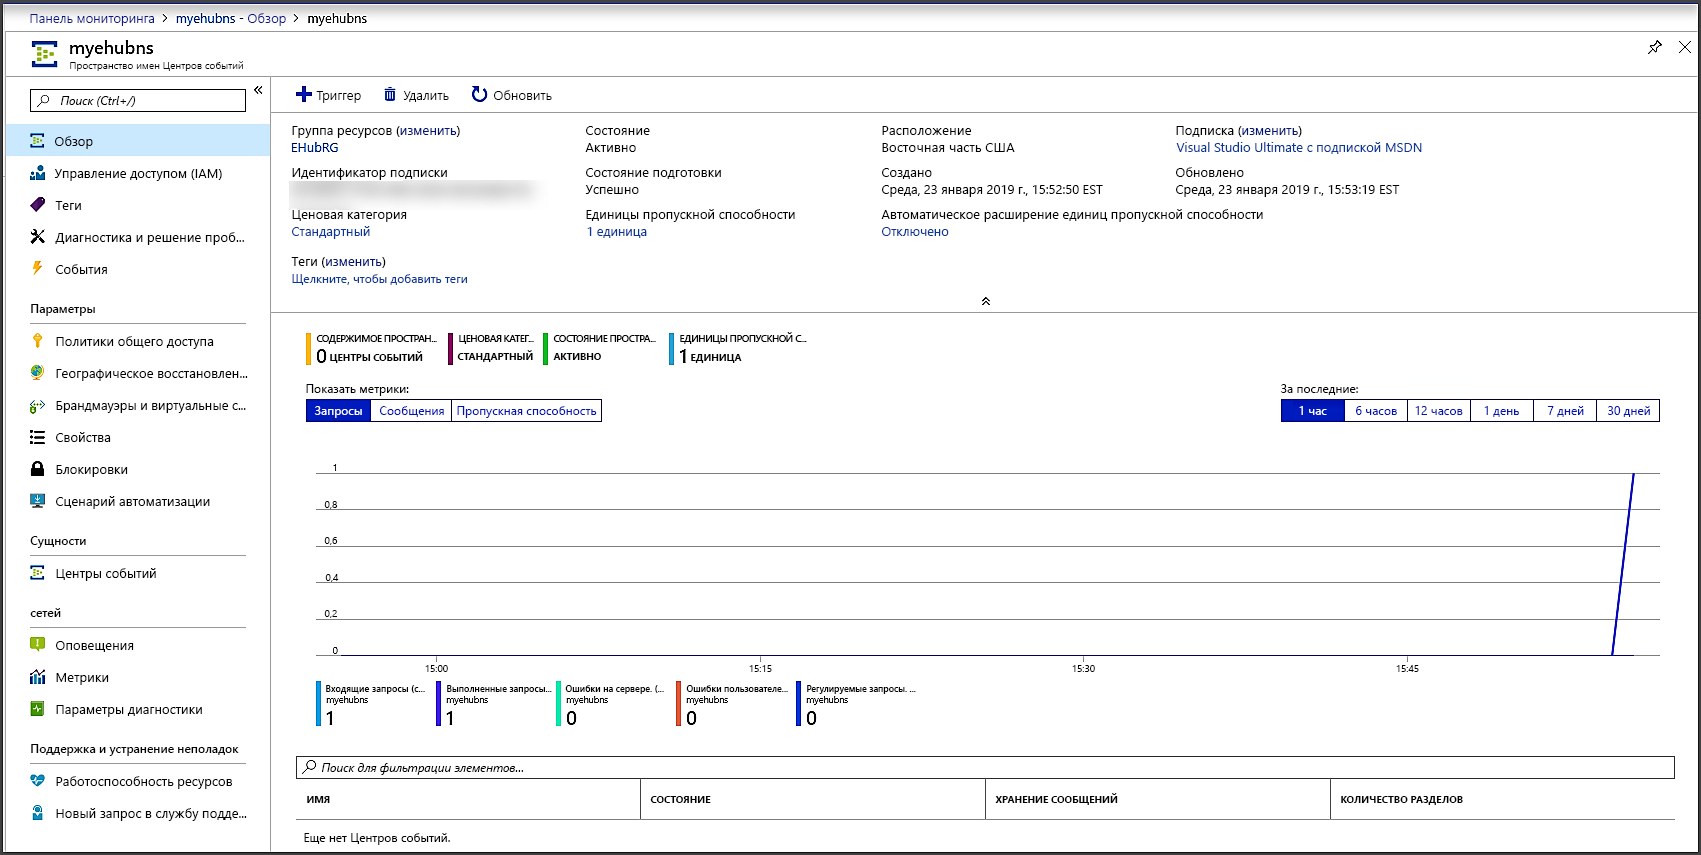 Панель мониторинга > myehubns - Обзор > myehubns
myehubns
Пространство имен Центров событий
Поиск (Ctrl+/)
«
Обзор
Управление доступом (IAM)
Теги
Диагностика и решение проб...
События
Параметры
Политики общего доступа
Географическое восстановлен...
Брандмауэры и виртуальные с...
Свойства
Блокировки
Сценарий автоматизации
Сущности
Центры событий
сетей
Оповещения
Метрики
Параметры диагностики
Поддержка и устранение неполадок
Работоспособность ресурсов
Новый запрос в службу подде...
Триггер Удалить Обновить
Группа ресурсов (изменить)
EHubRG
Состояние
Активно
Расположение
Восточная часть США
Подписка (изменить)
Visual Studio Ultimate с подпиской MSDN
Идентификатор подписки
Состояние подготовки
Успешно
Создано
Среда, 23 января 2019 г., 15:52:50 EST
Обновлено
Среда, 23 января 2019 г., 15:53:19 EST
Ценовая категория
Стандартный
Единицы пропускной способности
1 единица
Автоматическое расширение единиц пропускной способности
Отключено
Теги (изменить)
Щелкните, чтобы добавить теги
СОДЕРЖИМОЕ ПРОСТРАН...
0 ЦЕНТРЫ СОБЫТИЙ
ЦЕНОВАЯ КАТЕГ...
СТАНДАРТНЫЙ
СОСТОЯНИЕ ПРОСТРА...
АКТИВНО
ЕДИНИЦЫ ПРОПУСКНОЙ С...
1 ЕДИНИЦА
Показать метрики:
Запросы Сообщения Пропускная способность
За последние:
1 час 6 часов 12 часов 1 день 7 дней 30 дней
1
0,8
0,6
0,4
0,2
0
15:00 15:15 15:30 15:45
Входящие запросы (с...
myehubns
1
Выполненные запросы...
myehubns
1
Ошибки на сервере. (...
myehubns
0
Ошибки пользователе...
myehubns
0
Регулируемые запросы. ...
myehubns
0
Поиск для фильтрации элементов...
ИМЯ СОСТОЯНИЕ ХРАНЕНИЕ СООБЩЕНИЙ КОЛИЧЕСТВО РАЗДЕЛОВ
Еще нет Центров событий.